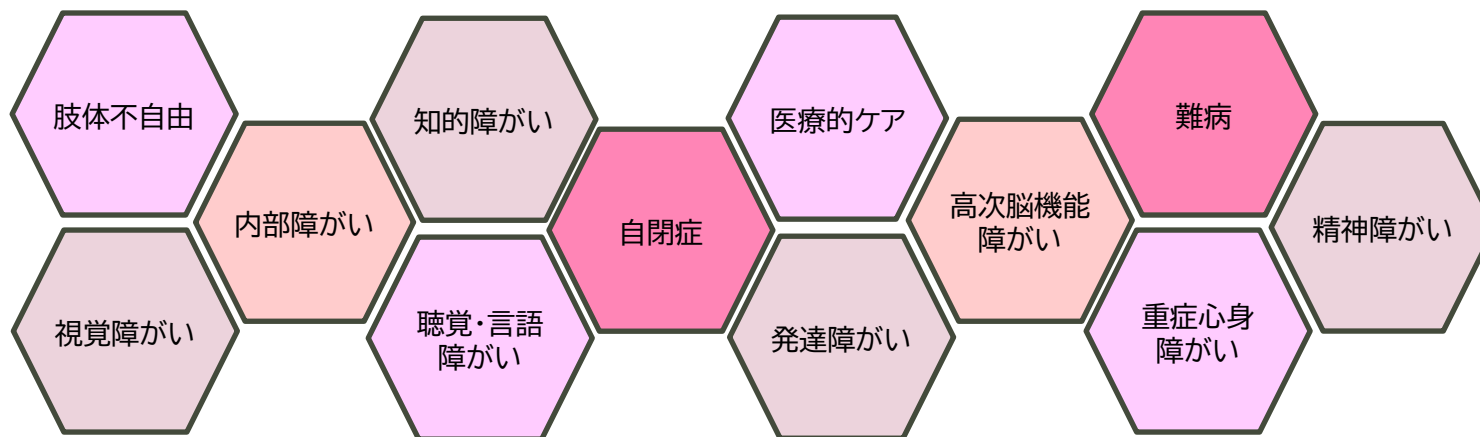 肢体不自由
知的障がい
医療的ケア
難病
内部障がい
自閉症
高次脳機能
障がい
精神障がい
視覚障がい
聴覚・言語
障がい
発達障がい
重症心身
障がい